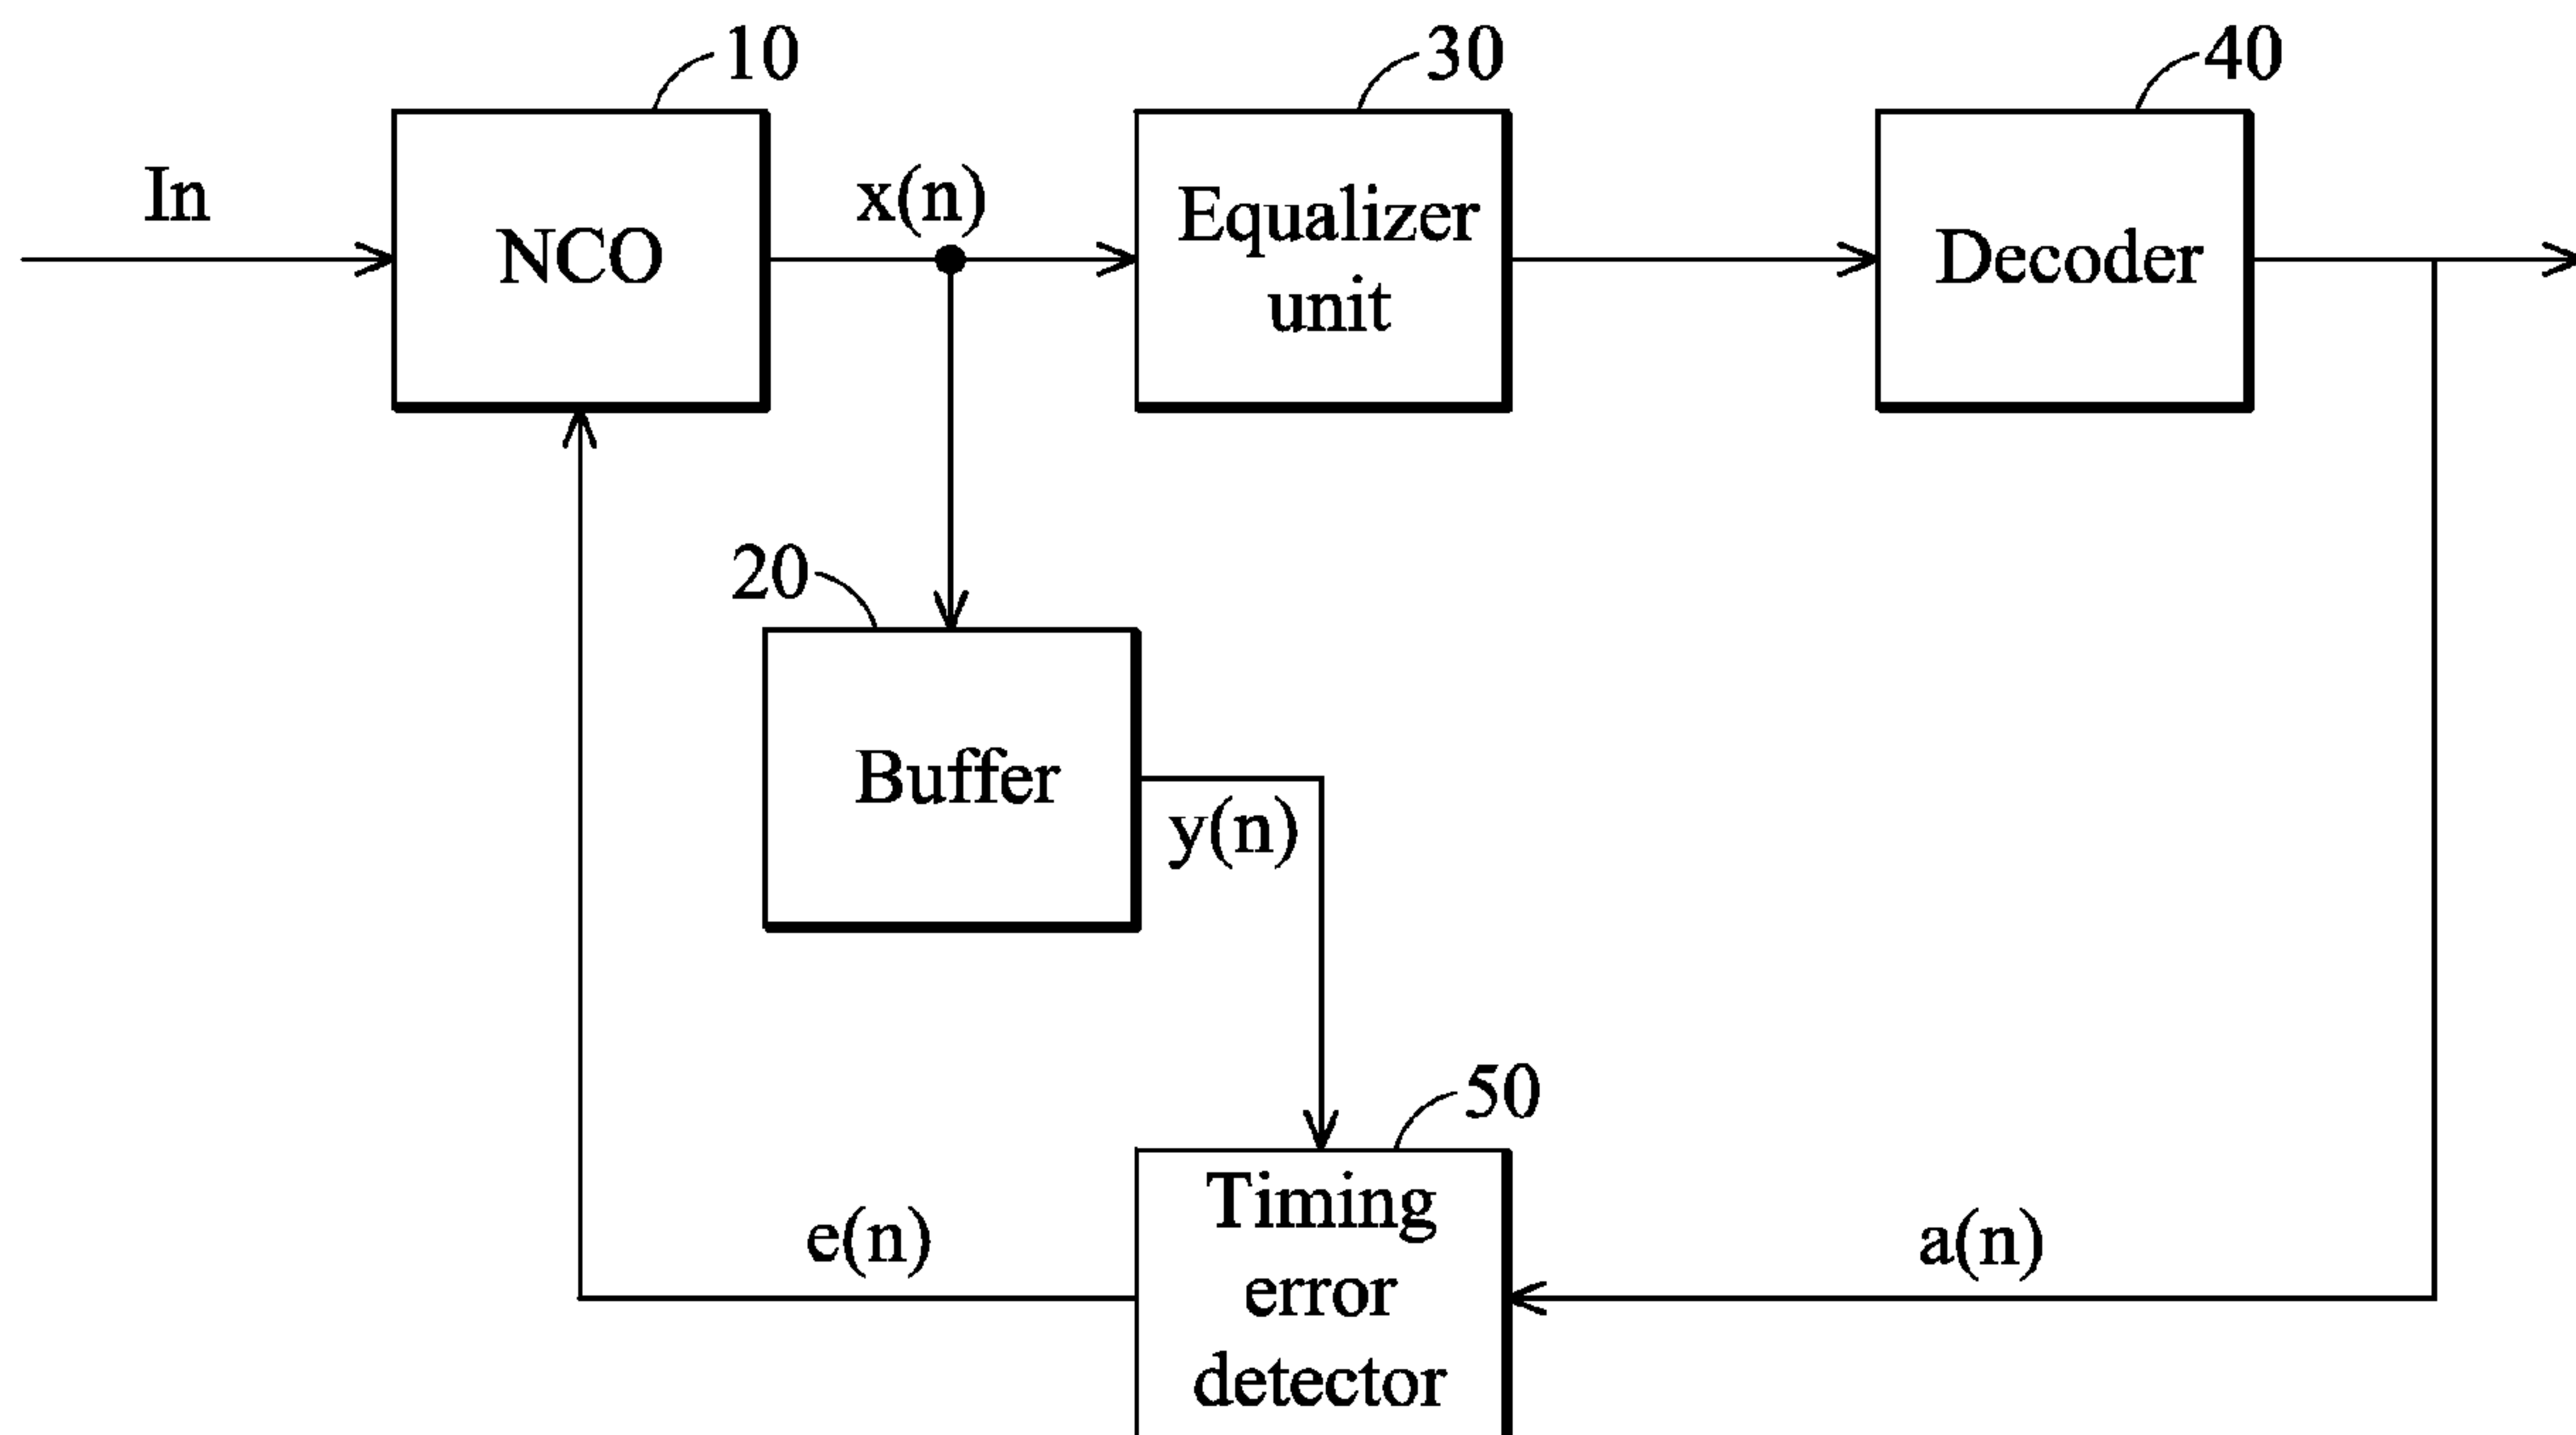 10
30
40
In
NCO
x(n)
Equalizer
unit
Decoder
20
Buffer
y(n)
50
Timing
error
detector
e(n)
a(n)